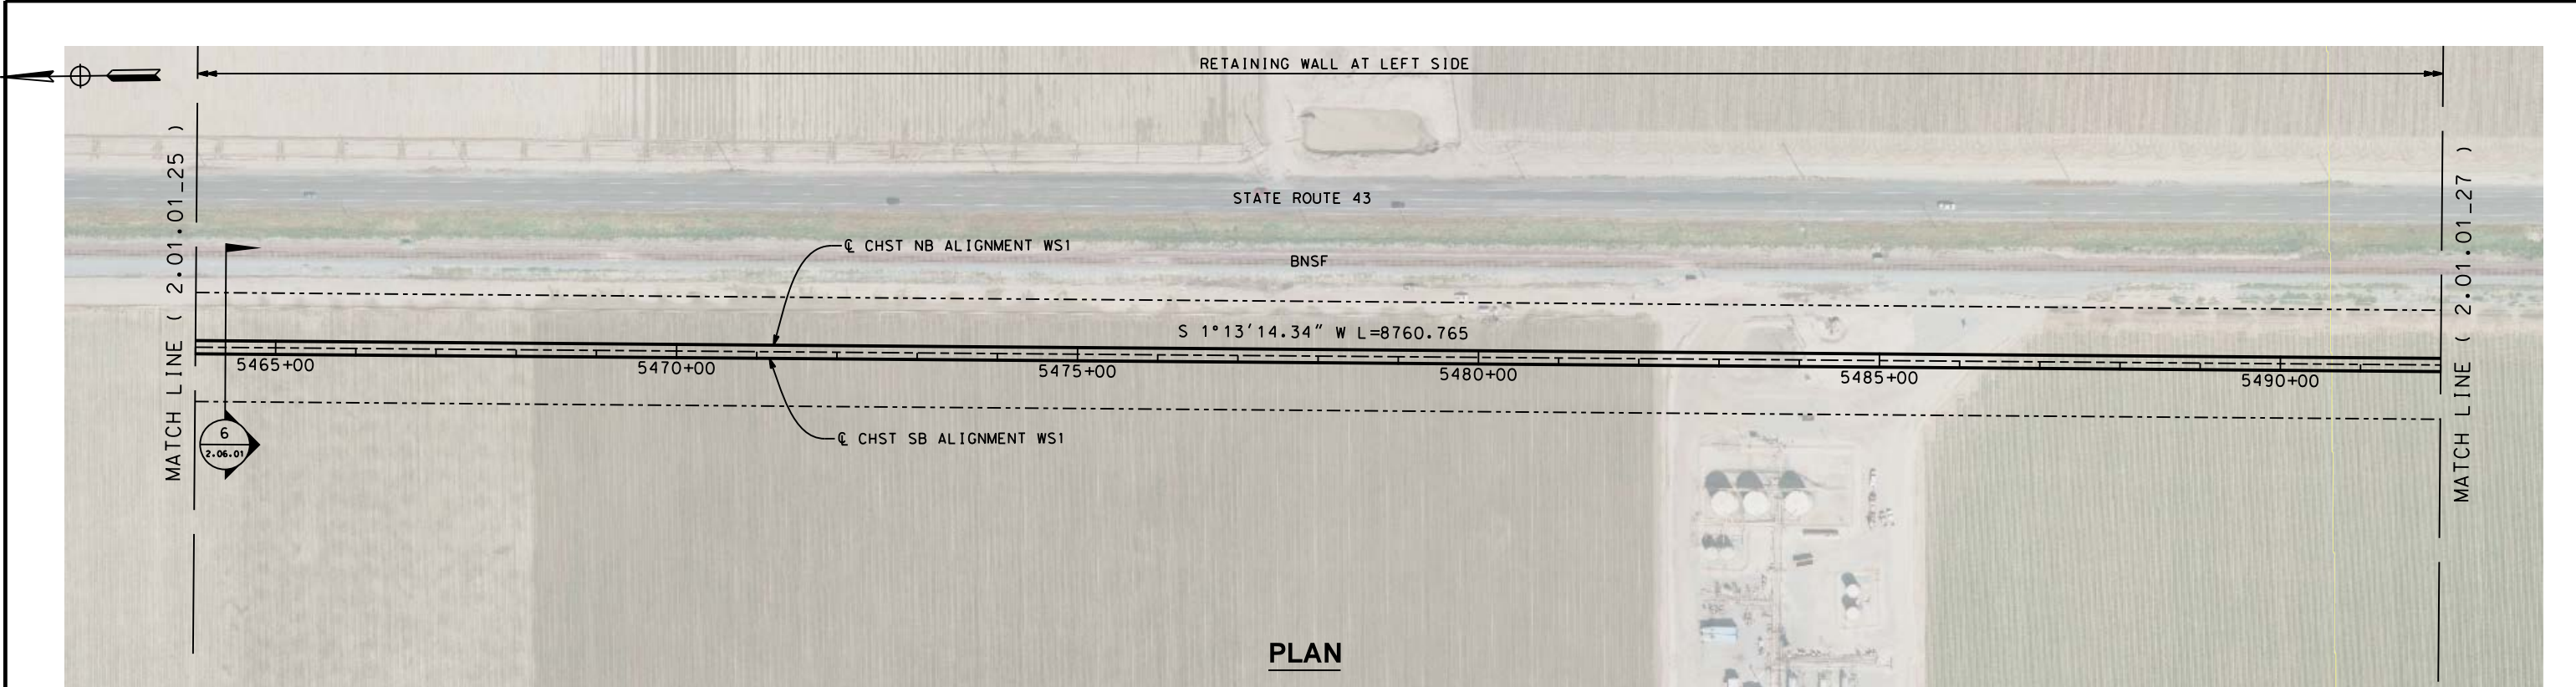 RETAINING WALL AT LEFT SIDE
MATCH LINE ( 2.01.01_25 )
STATE ROUTE 43
MATCH LINE ( 2.01.01_27 )
℄ CHST NB ALIGNMENT WS1
BNSF
S 1°13'14.34" W L=8760.765
5465+00 5470+00 5475+00 5480+00 5485+00 5490+00
6
2.06.01
℄ CHST SB ALIGNMENT WS1
PLAN